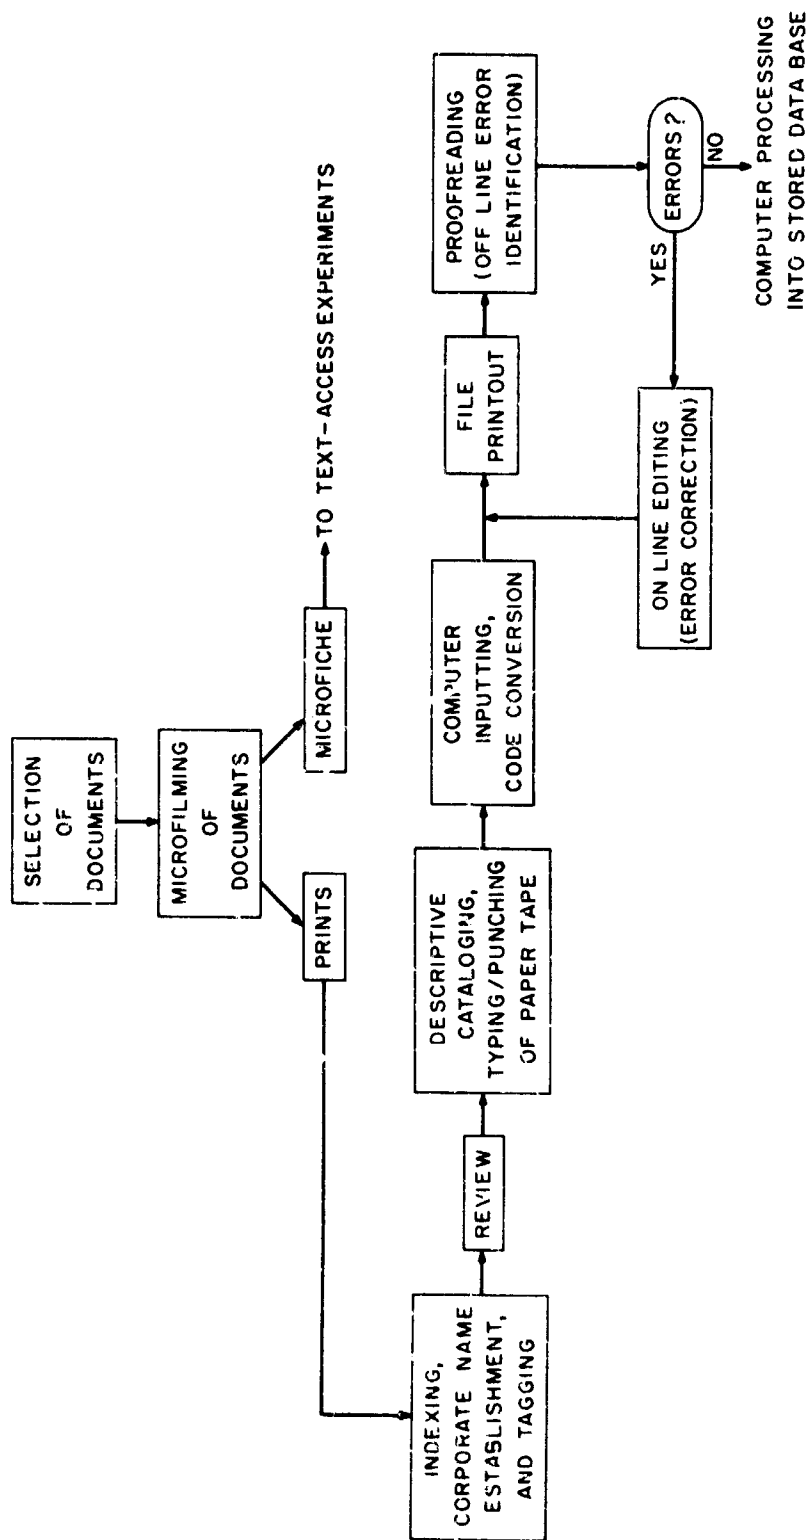 SELECTION
OF
DOCUMENTS
MICROFILMING
OF
DOCUMENTS
PRINTS
MICROFICHE
TO TEXT-ACCESS EXPERIMENTS
INDEXING,
CORPORATE NAME
ESTABLISHMENT,
AND TAGGING
REVIEW
DESCRIPTIVE
CATALOGING,
TYPING/PUNCHING
OF PAPER TAPE
COMPUTER
INPUTTING,
CODE CONVERSION
FILE
PRINTOUT
PROOFREADING
(OFF LINE ERROR
IDENTIFICATION)
ERRORS?
YES
NO
ON LINE EDITING
(ERROR CORRECTION)
COMPUTER PROCESSING
INTO STORED DATA BASE